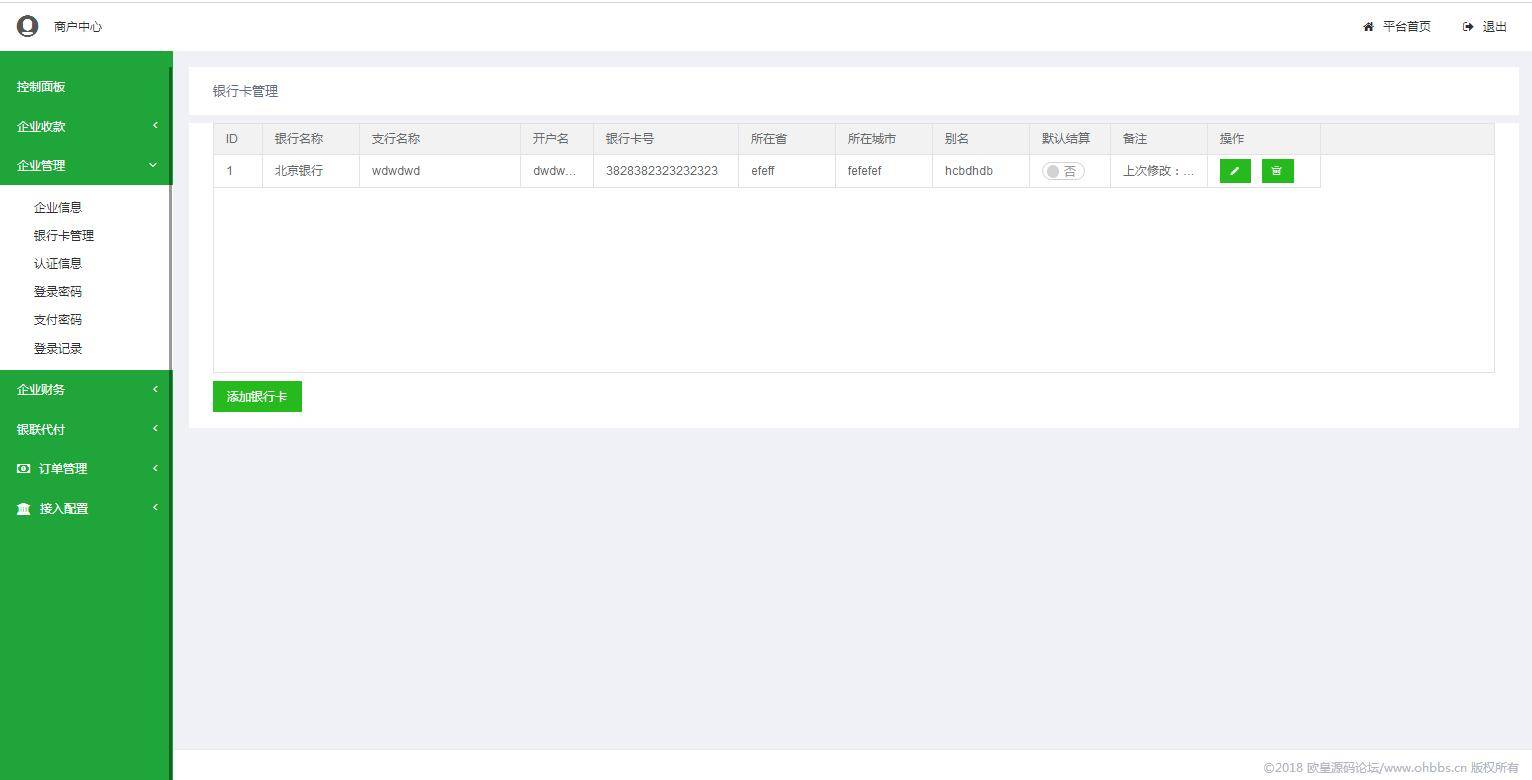 商户中心 平台首页 退出
控制面板
企业收款
企业管理
企业信息
银行卡管理
认证信息
登录密码
支付密码
登录记录
企业财务
银联代付
订单管理
接入配置
银行卡管理
ID 银行名称 支行名称 开户名 银行卡号 所在省 所在城市 别名 默认结算 备注 操作
1 北京银行 wdwdwd dwdw... 3828382323232323 efeff fefefef hcbdhdb 否 上次修改：...
添加银行卡
©2018 欧皇源码论坛/www.ohbbs.cn 版权所有